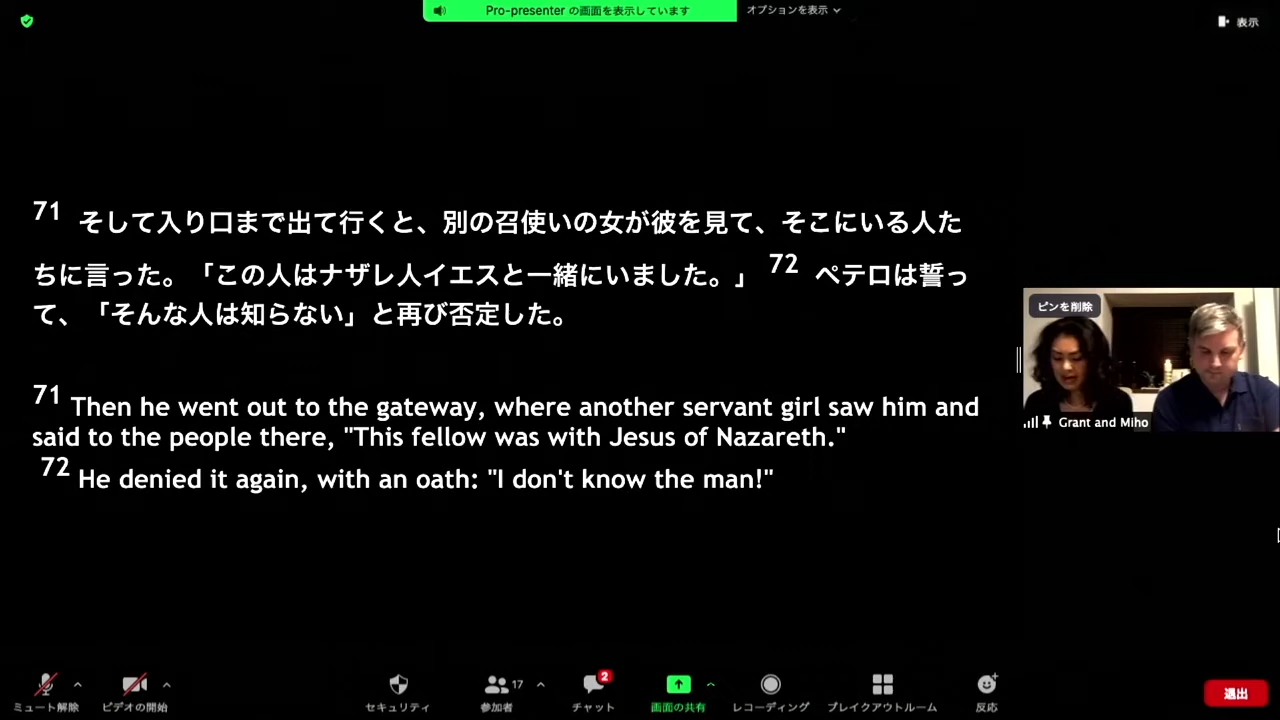 Pro-presenter の画面を表示しています
オプションを表示
表示
71 そして入り口まで出て行くと、別の召使いの女が彼を見て、そこにいる人た
ちに言った。「この人はナザレ人イエスと一緒にいました。」 72 ペテロは誓っ
て、「そんな人は知らない」と再び否定した。
71 Then he went out to the gateway, where another servant girl saw him and
said to the people there, "This fellow was with Jesus of Nazareth."
72 He denied it again, with an oath: "I don't know the man!"
ピンを削除
Grant and Miho
ミュート解除
ビデオの開始
セキュリティ
17
参加者
2
チャット
画面の共有
レコーディング
ブレイクアウトルーム
反応
退出